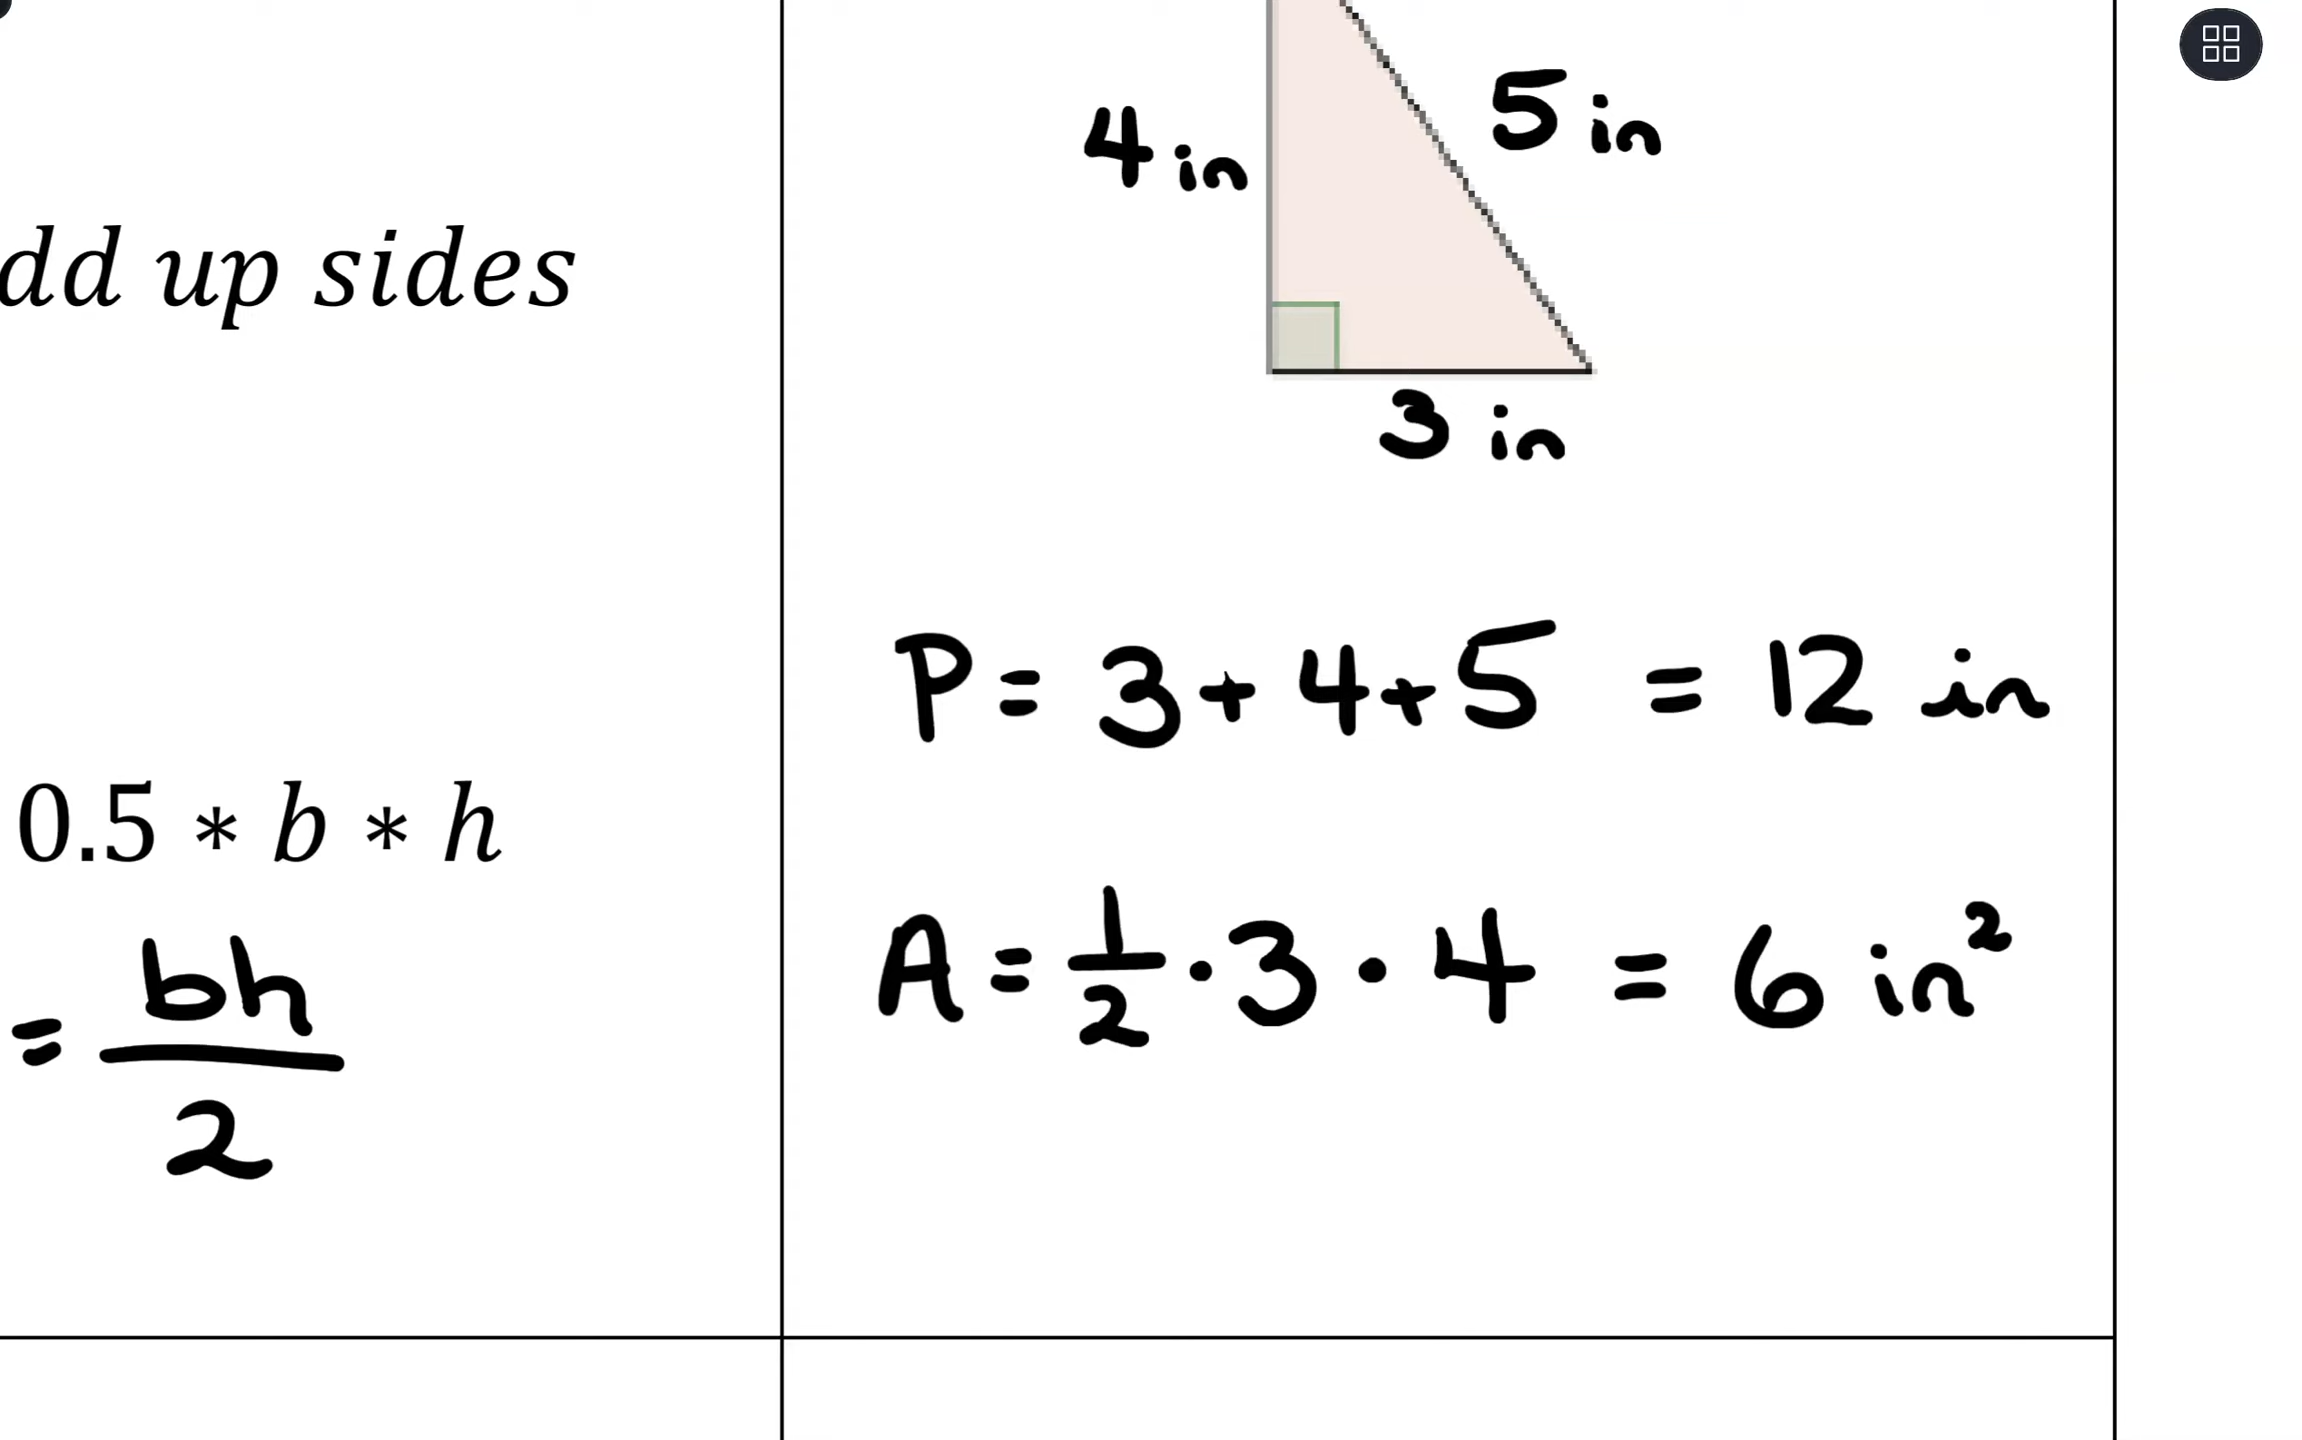 4 in
5 in
dd up sides
3 in
P = 3 + 4 + 5 = 12 in
0.5 * b * h
= bh/2
A = 1/2 · 3 · 4 = 6 in²